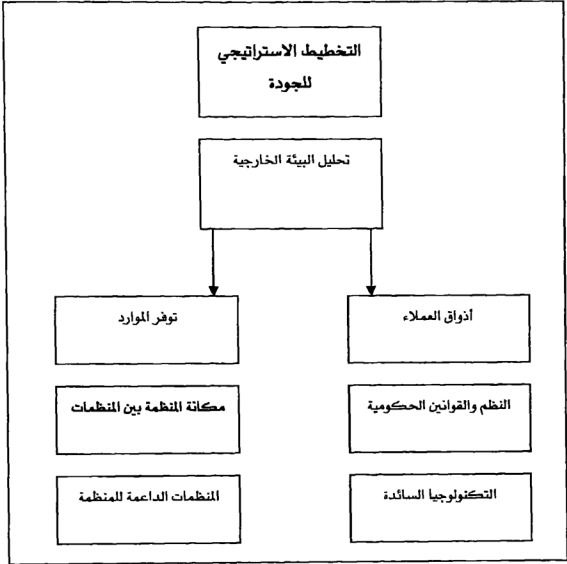 التخطيط الاستراتيجي
للجودة
تحليل البيئة الخارجية
أذواق العملاء
توفر الموارد
النظم والقوانين الحكومية
مكانة المنظمة بين المنظمات
التكنولوجيا السائدة
المنظمات الداعمة للمنظمة